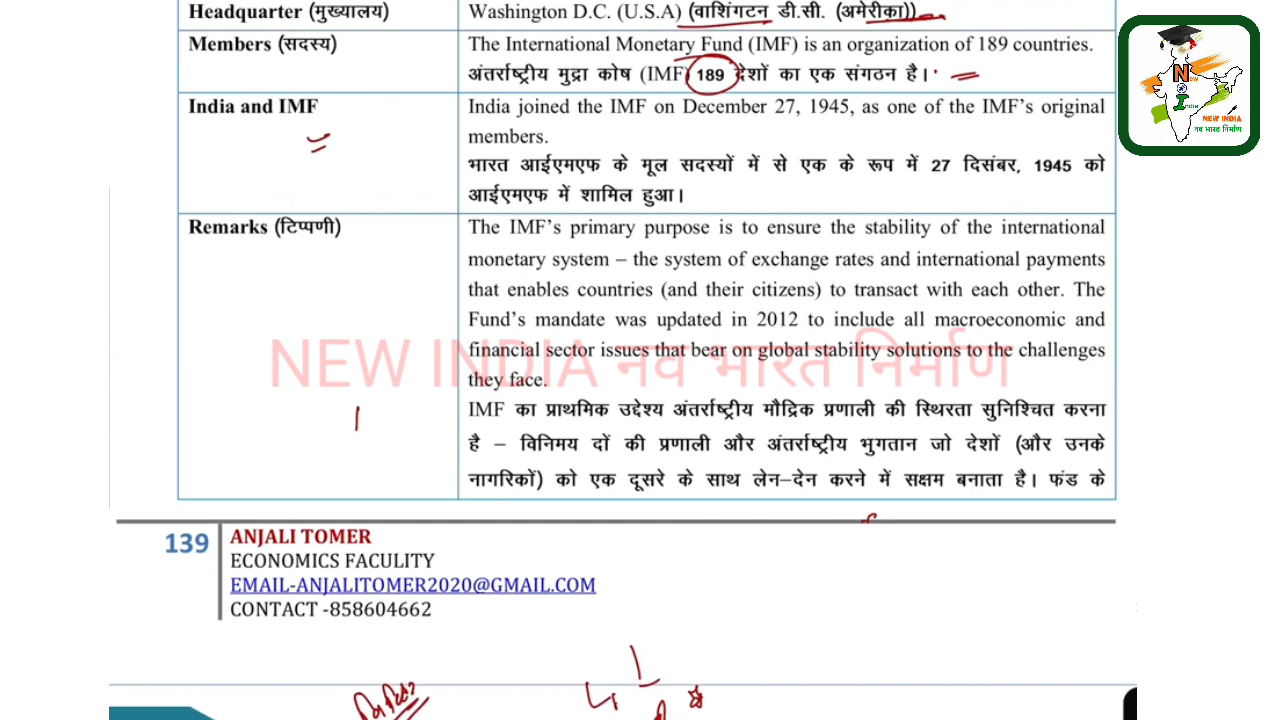 Headquarter (मुख्यालय)
Washington D.C. (U.S.A) (वाशिंगटन डी.सी. (अमेरीका))
Members (सदस्य)
The International Monetary Fund (IMF) is an organization of 189 countries.
अंतर्राष्ट्रीय मुद्रा कोष (IMF) 189 देशों का एक संगठन है।
India and IMF
India joined the IMF on December 27, 1945, as one of the IMF's original
members.
भारत आईएमएफ के मूल सदस्यों में से एक के रूप में 27 दिसंबर, 1945 को
आईएमएफ में शामिल हुआ।
Remarks (टिप्पणी)
The IMF's primary purpose is to ensure the stability of the international
monetary system – the system of exchange rates and international payments
that enables countries (and their citizens) to transact with each other. The
Fund's mandate was updated in 2012 to include all macroeconomic and
financial sector issues that bear on global stability solutions to the challenges
they face.
IMF का प्राथमिक उद्देश्य अंतर्राष्ट्रीय मौद्रिक प्रणाली की स्थिरता सुनिश्चित करना
है – विनिमय दों की प्रणाली और अंतर्राष्ट्रीय भुगतान जो देशों (और उनके
नागरिकों) को एक दूसरे के साथ लेन–देन करने में सक्षम बनाता है। फंड के
NEW INDIA नव भारत निर्माण
139
ANJALI TOMER
ECONOMICS FACULITY
EMAIL-ANJALITOMER2020@GMAIL.COM
CONTACT -858604662
New
India
NEW INDIA
नव भारत निर्माण